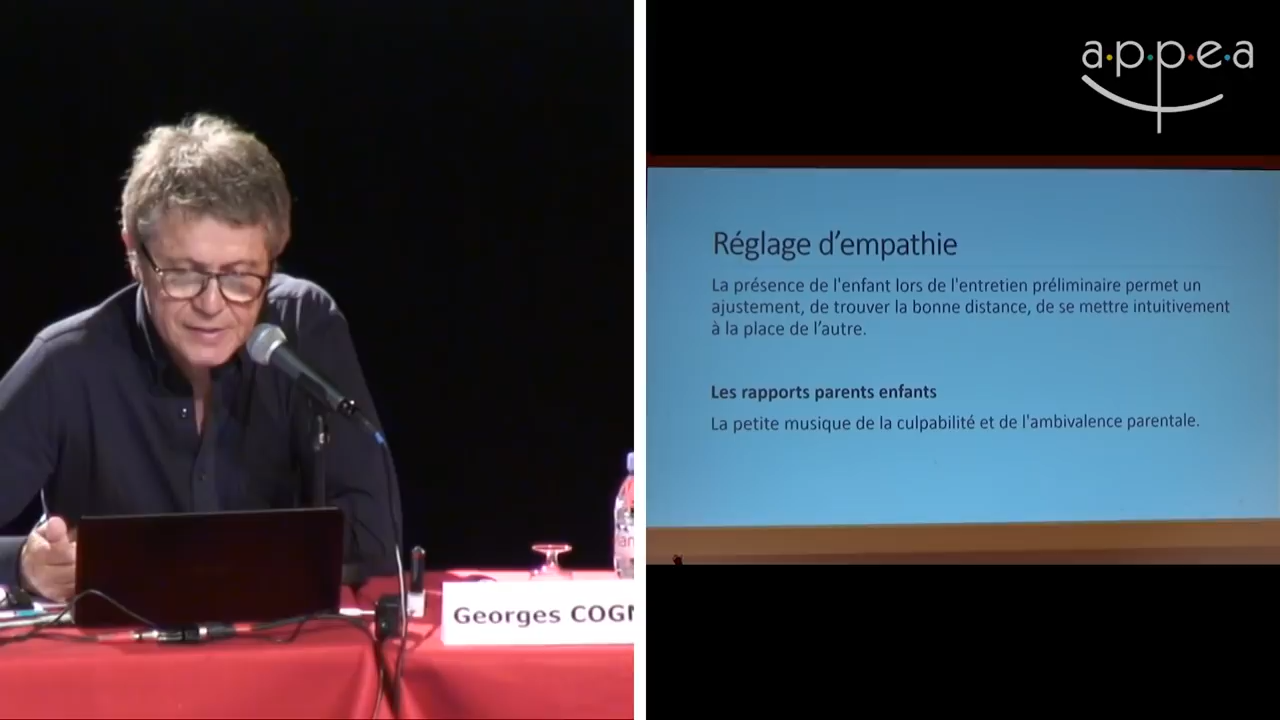 a·p·p·e·a
Réglage d’empathie
La présence de l'enfant lors de l'entretien préliminaire permet un
ajustement, de trouver la bonne distance, de se mettre intuitivement
à la place de l’autre.
Les rapports parents enfants
La petite musique de la culpabilité et de l'ambivalence parentale.
Georges COG